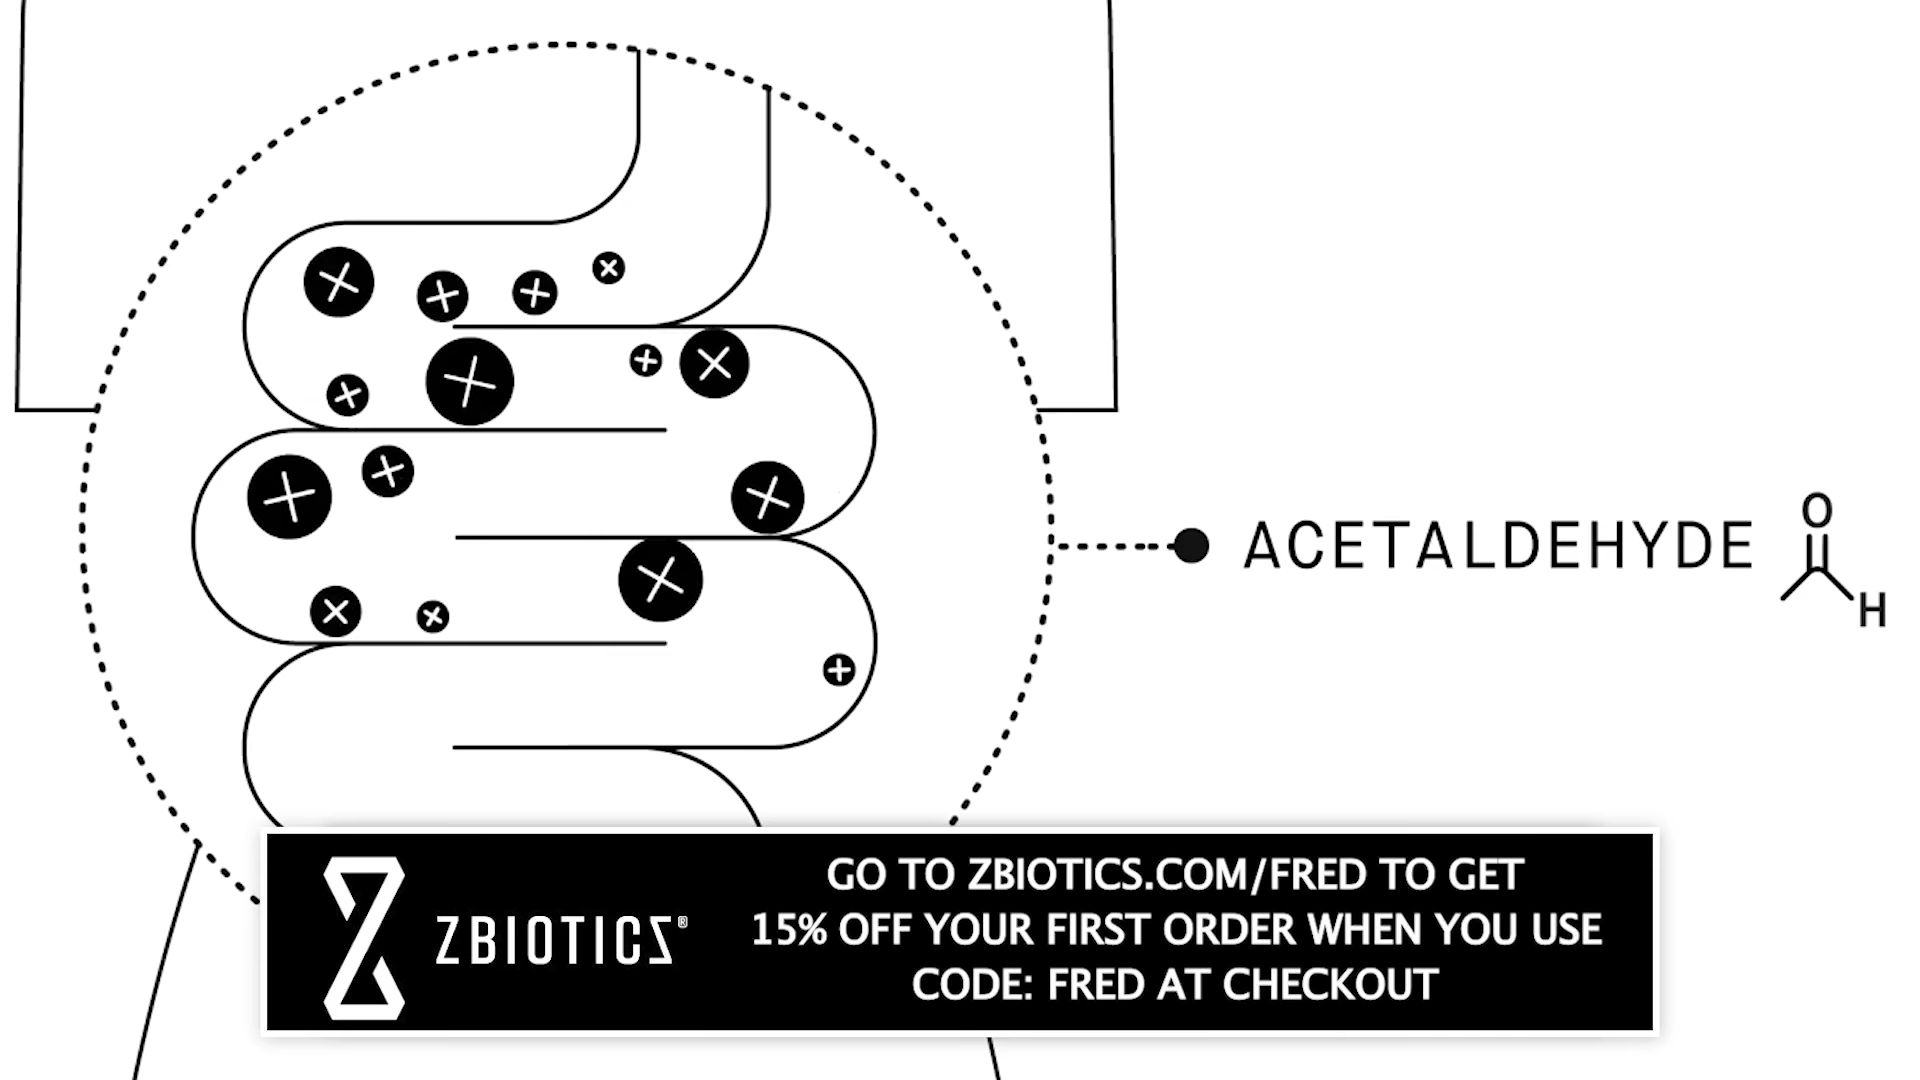 ACETALDEHYDE
O
H
ZBIOTICS®
GO TO ZBIOTICS.COM/FRED TO GET
15% OFF YOUR FIRST ORDER WHEN YOU USE
CODE: FRED AT CHECKOUT